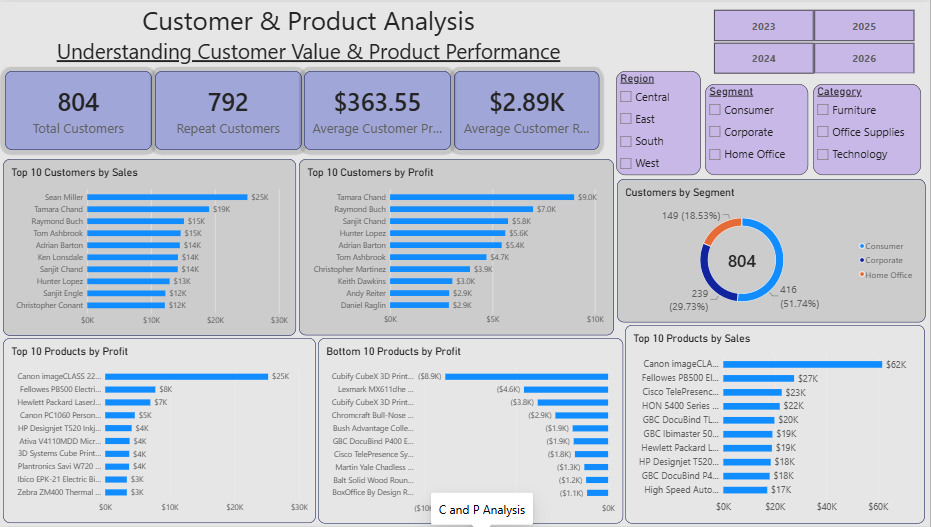 Customer & Product Analysis
Understanding Customer Value & Product Performance
2023
2025
2024
2026
804
Total Customers
792
Repeat Customers
$363.55
Average Customer Pr...
$2.89K
Average Customer R...
Region
Central
East
South
West
Segment
Consumer
Corporate
Home Office
Category
Furniture
Office Supplies
Technology
Top 10 Customers by Sales
Sean Miller $25K
Tamara Chand $19K
Raymond Buch $15K
Tom Ashbrook $15K
Adrian Barton $14K
Ken Lonsdale $14K
Sanjit Chand $14K
Hunter Lopez $13K
Sanjit Engle $12K
Christopher Conant $12K
$0K $10K $20K $30K
Top 10 Customers by Profit
Tamara Chand $9.0K
Raymond Buch $7.0K
Sanjit Chand $5.8K
Hunter Lopez $5.6K
Adrian Barton $5.4K
Tom Ashbrook $4.7K
Christopher Martinez $3.9K
Keith Dawkins $3.0K
Andy Reiter $2.9K
Daniel Raglin $2.9K
$0K $5K $10K
Customers by Segment
149 (18.53%)
804
239
(29.73%)
416
(51.74%)
Consumer
Corporate
Home Office
Top 10 Products by Profit
Canon imageCLASS 22... $25K
Fellowes PB500 Electri... $8K
Hewlett Packard LaserJ... $7K
Canon PC1060 Person... $5K
HP Designjet T520 Inkj... $4K
Ativa V4110MDD Micr... $4K
3D Systems Cube Print... $4K
Plantronics Savi W720 ... $4K
Ibico EPK-21 Electric Bi... $3K
Zebra ZM400 Thermal ... $3K
$0K $10K $20K $30K
Bottom 10 Products by Profit
Cubify CubeX 3D Print... ($8.9K)
Lexmark MX611dhe ... ($4.6K)
Cubify CubeX 3D Print... ($3.8K)
Chromcraft Bull-Nose ... ($2.9K)
Bush Advantage Colle... ($1.9K)
GBC DocuBind P400 E... ($1.9K)
Cisco TelePresence Sy... ($1.8K)
Martin Yale Chadless ... ($1.3K)
Balt Solid Wood Roun... ($1.2K)
BoxOffice By Design R... ($1.1K)
($10 $0K
C and P Analysis
Top 10 Products by Sales
Canon imageCLA... $62K
Fellowes PB500 El... $27K
Cisco TelePresenc... $23K
HON 5400 Series ... $22K
GBC DocuBind TL... $20K
GBC Ibimaster 50... $19K
Hewlett Packard L... $19K
HP Designjet T520... $18K
GBC DocuBind P4... $18K
High Speed Auto... $17K
$0K $20K $40K $60K